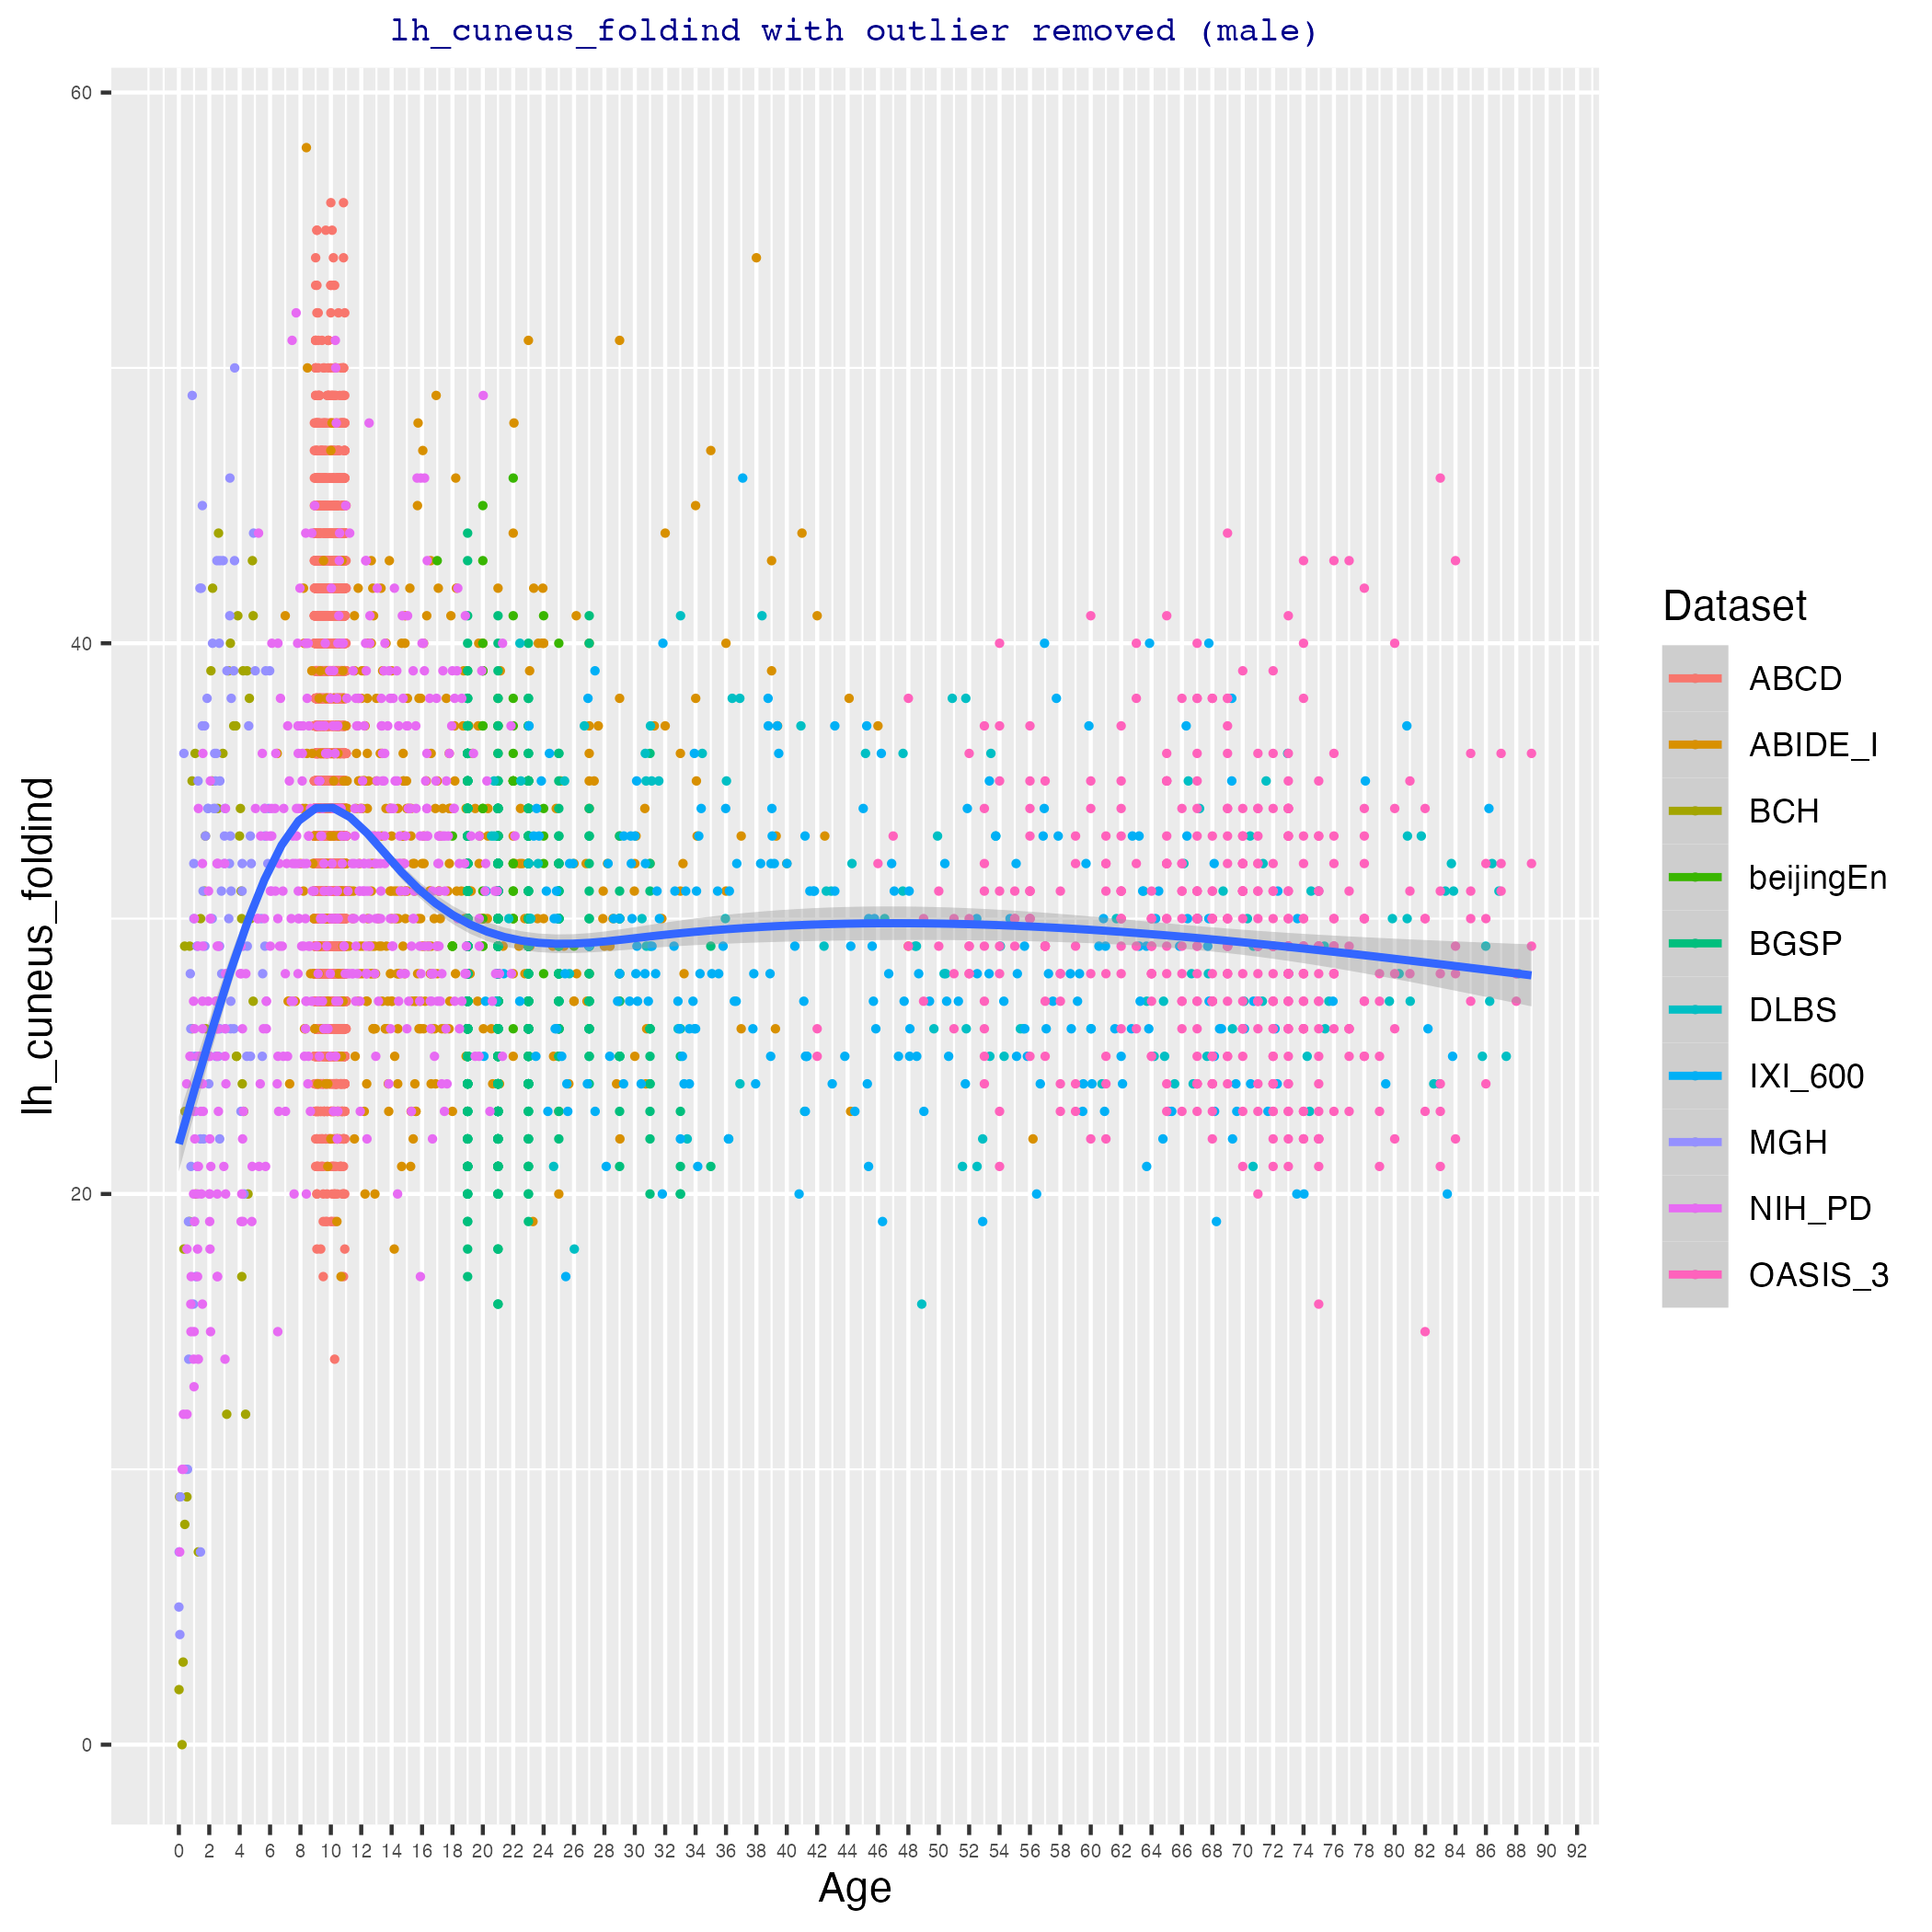 lh_cuneus_foldind with outlier removed (male)
60
40
20
0
lh_cuneus_foldind
0 2 4 6 8 10 12 14 16 18 20 22 24 26 28 30 32 34 36 38 40 42 44 46 48 50 52 54 56 58 60 62 64 66 68 70 72 74 76 78 80 82 84 86 88 90 92
Age
Dataset
ABCD
ABIDE_I
BCH
beijingEn
BGSP
DLBS
IXI_600
MGH
NIH_PD
OASIS_3